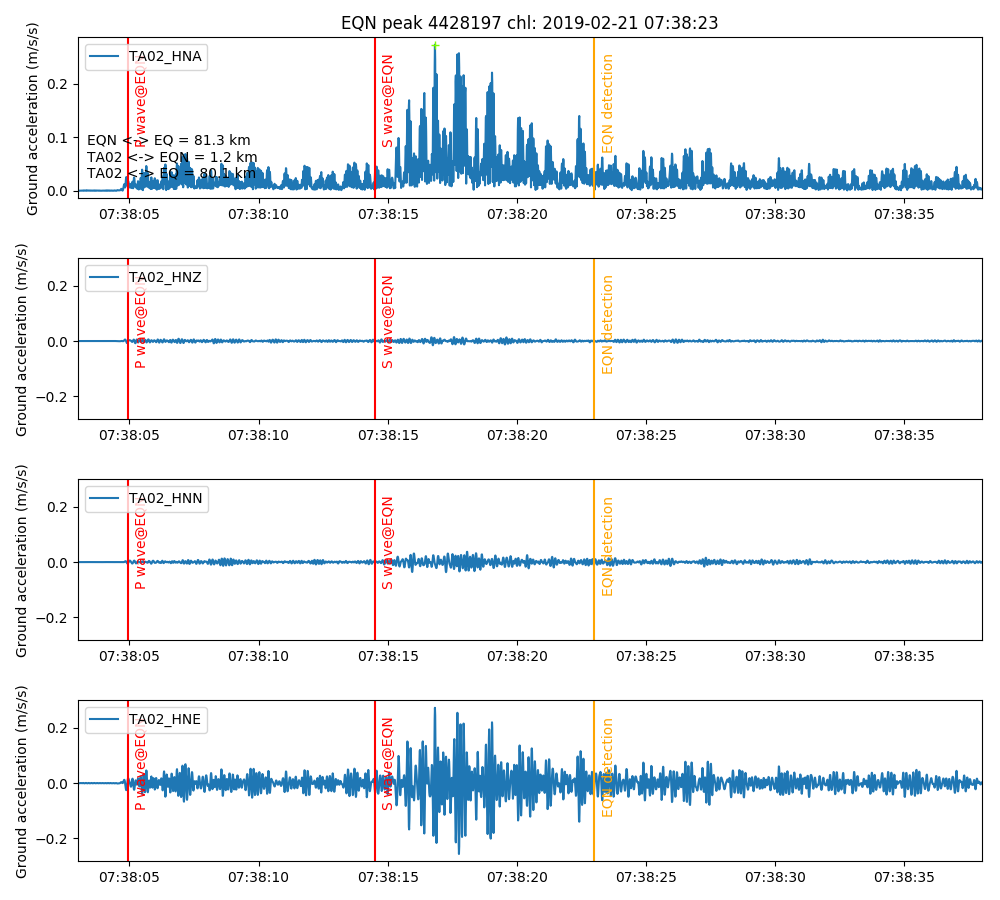 EQN peak 4428197 chl: 2019-02-21 07:38:23
Ground acceleration (m/s/s)
TA02_HNA
P wave@EQN
S wave@EQN
EQN detection
EQN <-> EQ = 81.3 km
TA02 <-> EQN = 1.2 km
TA02 <-> EQ = 80.1 km
0.2
0.1
0.0
07:38:05 07:38:10 07:38:15 07:38:20 07:38:25 07:38:30 07:38:35
Ground acceleration (m/s/s)
TA02_HNZ
P wave@EQN
S wave@EQN
EQN detection
0.2
0.0
−0.2
07:38:05 07:38:10 07:38:15 07:38:20 07:38:25 07:38:30 07:38:35
Ground acceleration (m/s/s)
TA02_HNN
P wave@EQN
S wave@EQN
EQN detection
0.2
0.0
−0.2
07:38:05 07:38:10 07:38:15 07:38:20 07:38:25 07:38:30 07:38:35
Ground acceleration (m/s/s)
TA02_HNE
P wave@EQN
S wave@EQN
EQN detection
0.2
0.0
−0.2
07:38:05 07:38:10 07:38:15 07:38:20 07:38:25 07:38:30 07:38:35